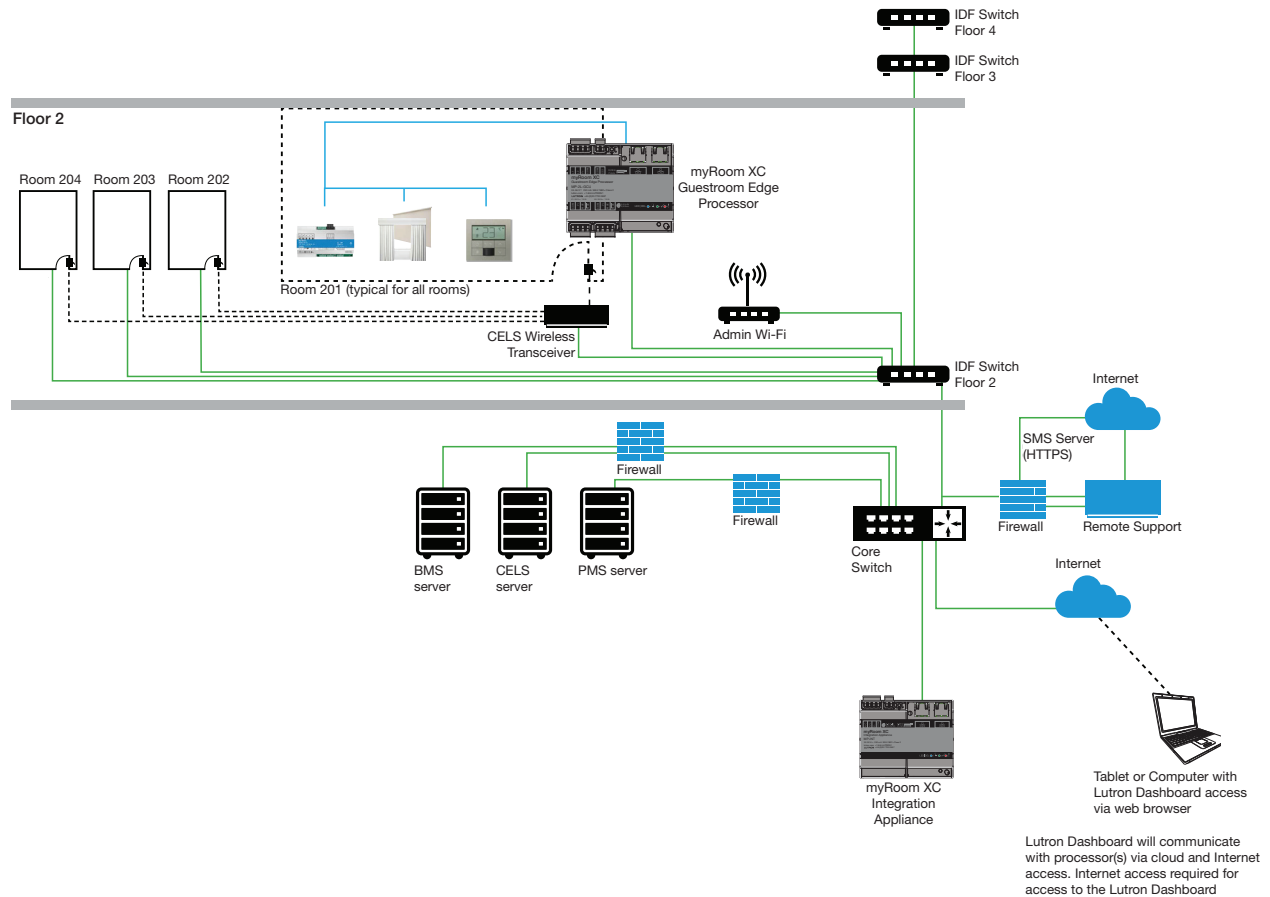 IDF Switch
Floor 4
IDF Switch
Floor 3
Floor 2
Room 204
Room 203
Room 202
myRoom XC
myRoom XC
Guestroom Edge
Processor
Room 201 (typical for all rooms)
CELS Wireless
Transceiver
Admin Wi-Fi
IDF Switch
Floor 2
Internet
SMS Server
(HTTPS)
Firewall
Firewall
Firewall
Remote Support
BMS
server
CELS
server
PMS server
Core
Switch
Internet
myRoom XC
myRoom XC
Integration
Appliance
Tablet or Computer with
Lutron Dashboard access
via web browser
Lutron Dashboard will communicate
with processor(s) via cloud and Internet
access. Internet access required for
access to the Lutron Dashboard